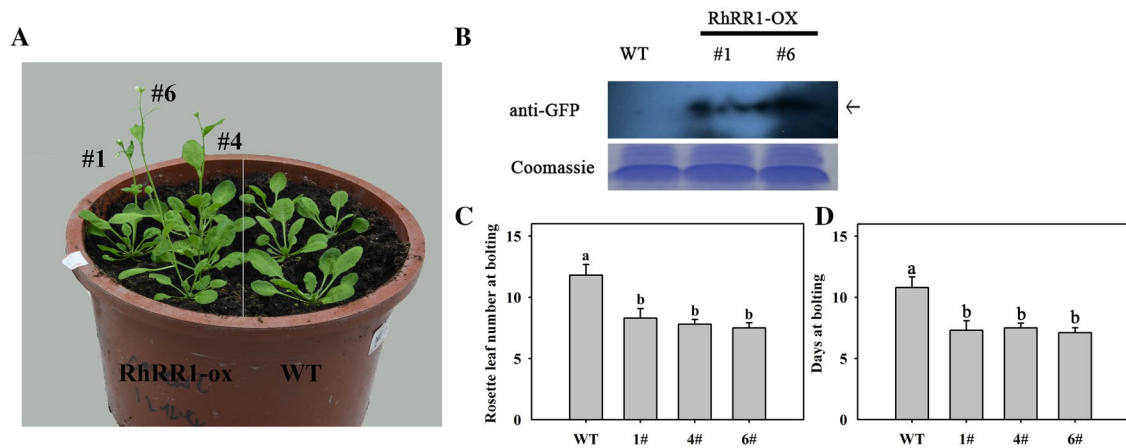 A
#6
#1
#4
RhRR1-ox WT
B
RhRR1-OX
WT #1 #6
anti-GFP ←
Coomassie
C
Rosette leaf number at bolting
15
10
5
0
a
b
b
b
WT 1# 4# 6#
D
Days at bolting
15
10
5
0
a
b
b
b
WT 1# 4# 6#